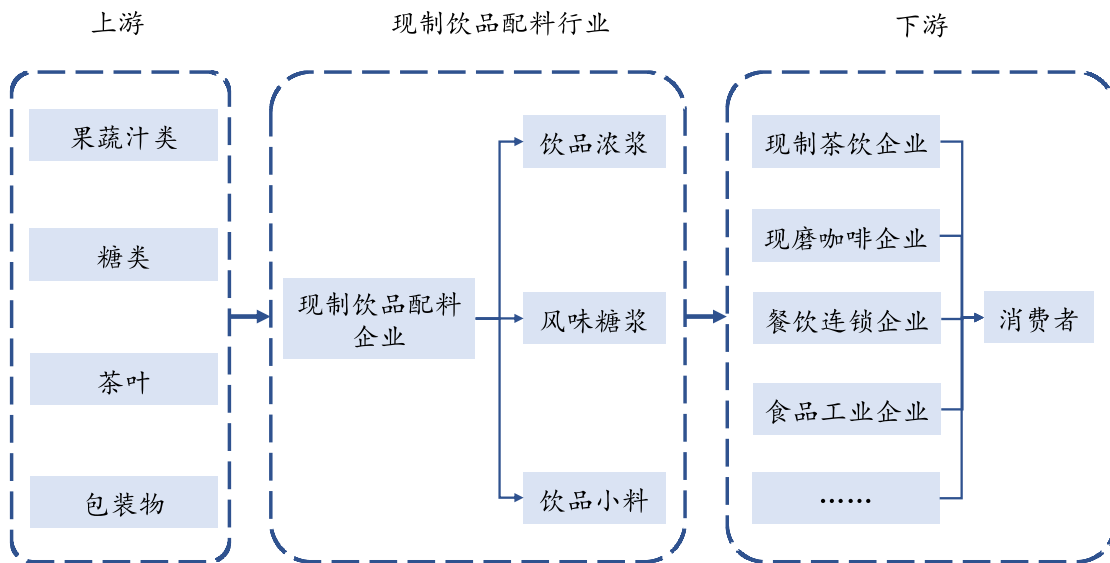 上游
现制饮品配料行业
下游
果蔬汁类
糖类
茶叶
包装物
现制饮品配料
企业
饮品浓浆
风味糖浆
饮品小料
现制茶饮企业
现磨咖啡企业
餐饮连锁企业
食品工业企业
……
消费者